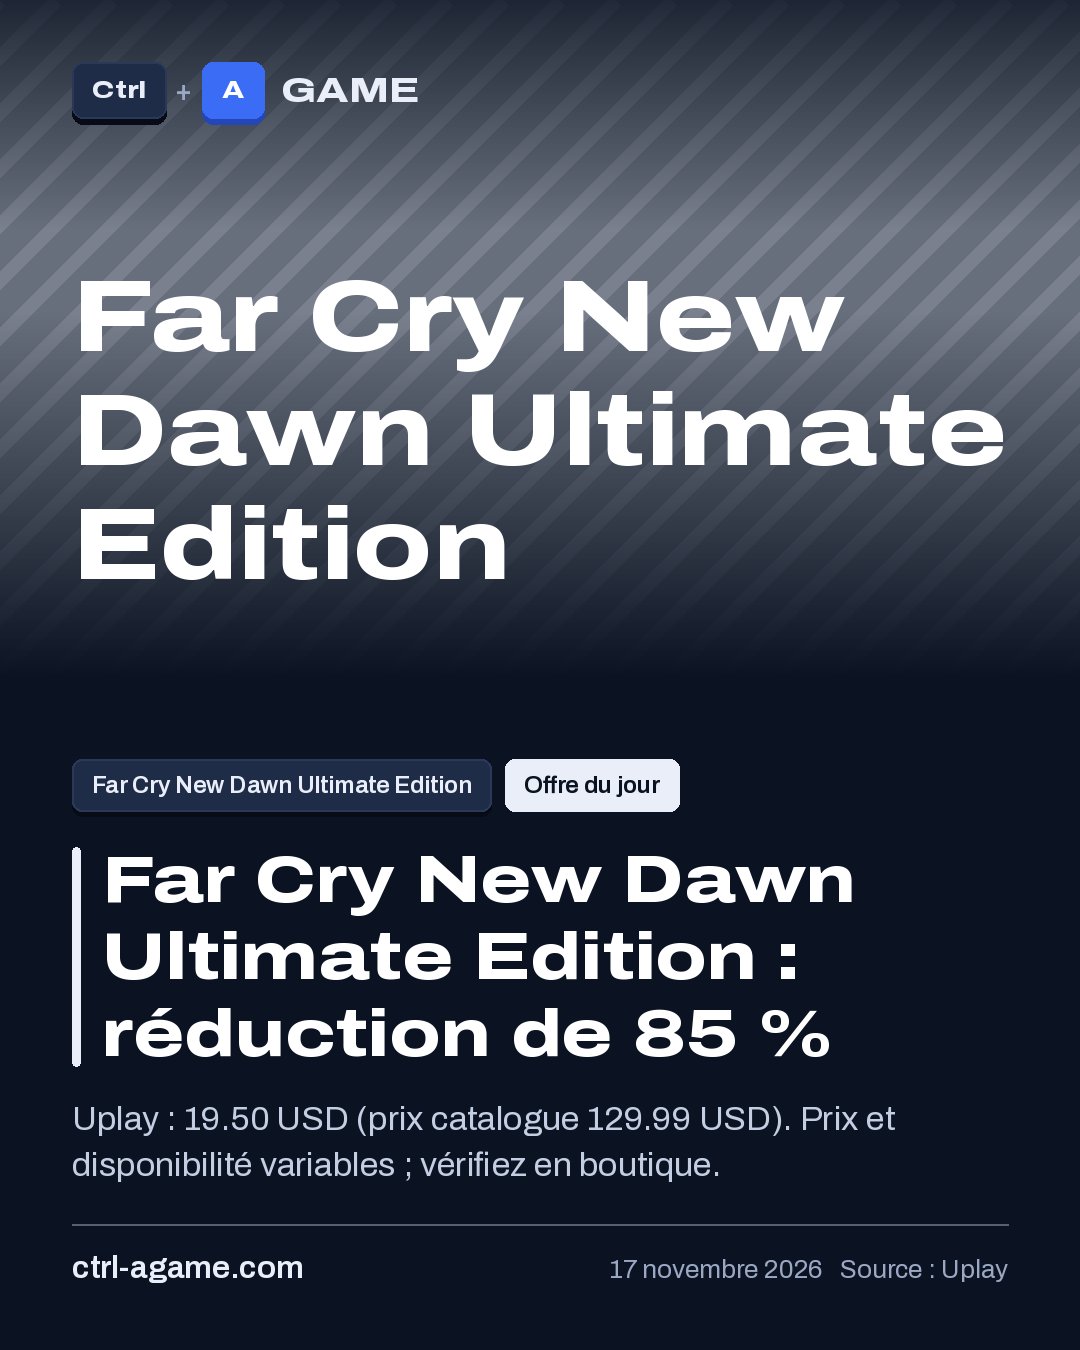 Ctrl + A GAME
Far Cry New
Dawn Ultimate
Edition
Far Cry New Dawn Ultimate Edition
Offre du jour
Far Cry New Dawn
Ultimate Edition :
réduction de 85 %
Uplay : 19.50 USD (prix catalogue 129.99 USD). Prix et
disponibilité variables ; vérifiez en boutique.
ctrl-agame.com
17 novembre 2026 Source : Uplay